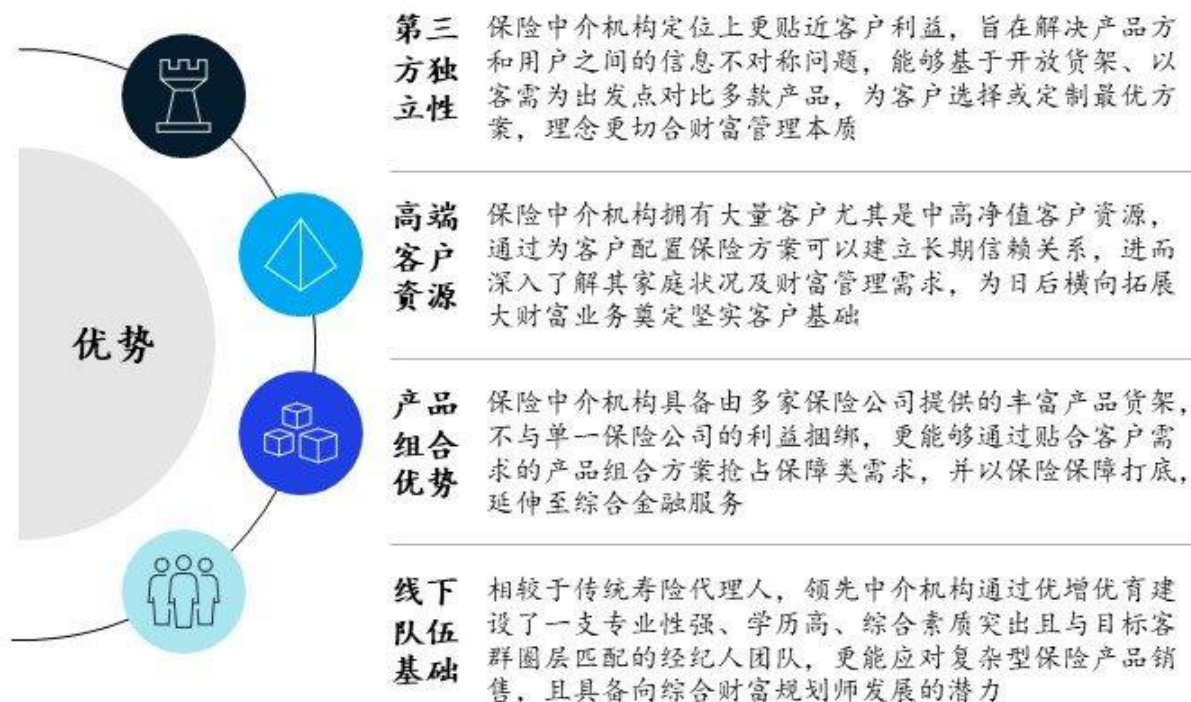 优势
第三
方独
立性
保险中介机构定位上更贴近客户利益，旨在解决产品方
和用户之间的信息不对称问题，能够基于开放货架、以
客需为出发点对比多款产品，为客户选择或定制最优方
案，理念更切合财富管理本质
高端
客户
资源
保险中介机构拥有大量客户尤其是中高净值客户资源，
通过为客户配置保险方案可以建立长期信赖关系，进而
深入了解其家庭状况及财富管理需求，为日后横向拓展
大财富业务奠定坚实客户基础
产品
组合
优势
保险中介机构具备由多家保险公司提供的丰富产品货架，
不与单一保险公司的利益捆绑，更能够通过贴合客户需
求的产品组合方案抢占保障类需求，并以保险保障打底，
延伸至综合金融服务
线下
队伍
基础
相较于传统寿险代理人，领先中介机构通过优增优育建
设了一支专业性强、学历高、综合素质突出且与目标客
群圈层匹配的经纪人团队，更能应对复杂型保险产品销
售，且具备向综合财富规划师发展的潜力